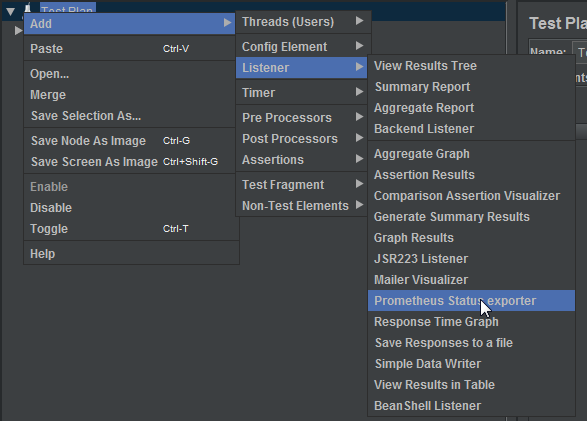 Test Plan
Test Pla
Name: Te
nts
Add
Paste Ctrl-V
Open...
Merge
Save Selection As...
Save Node As Image Ctrl-G
Save Screen As Image Ctrl+Shift-G
Enable
Disable
Toggle Ctrl-T
Help
Threads (Users)
Config Element
Listener
Timer
Pre Processors
Post Processors
Assertions
Test Fragment
Non-Test Elements
View Results Tree
Summary Report
Aggregate Report
Backend Listener
Aggregate Graph
Assertion Results
Comparison Assertion Visualizer
Generate Summary Results
Graph Results
JSR223 Listener
Mailer Visualizer
Prometheus Status exporter
Response Time Graph
Save Responses to a file
Simple Data Writer
View Results in Table
BeanShell Listener